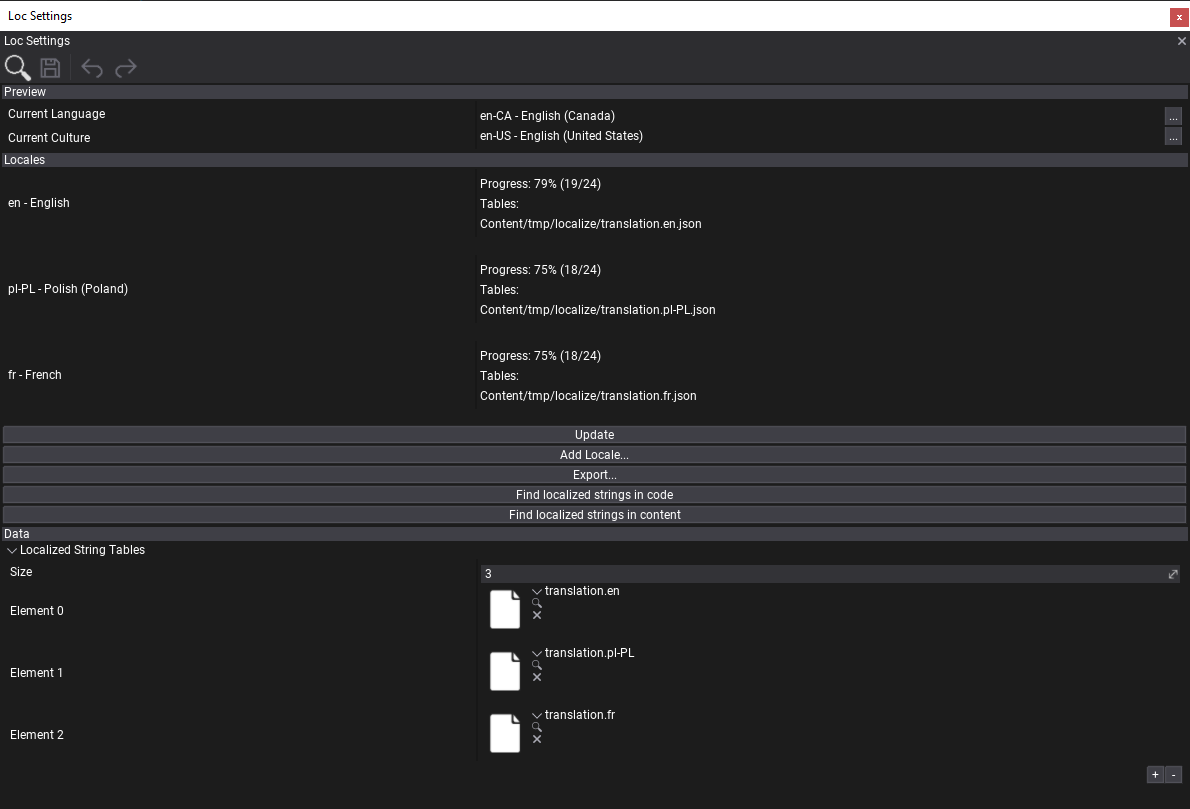 Loc Settings
x
Loc Settings
Preview
Current Language
en-CA - English (Canada)
...
Current Culture
en-US - English (United States)
...
Locales
en - English
Progress: 79% (19/24)
Tables:
Content/tmp/localize/translation.en.json
pl-PL - Polish (Poland)
Progress: 75% (18/24)
Tables:
Content/tmp/localize/translation.pl-PL.json
fr - French
Progress: 75% (18/24)
Tables:
Content/tmp/localize/translation.fr.json
Update
Add Locale...
Export...
Find localized strings in code
Find localized strings in content
Data
Localized String Tables
Size
3
Element 0
translation.en
Element 1
translation.pl-PL
Element 2
translation.fr
+ -